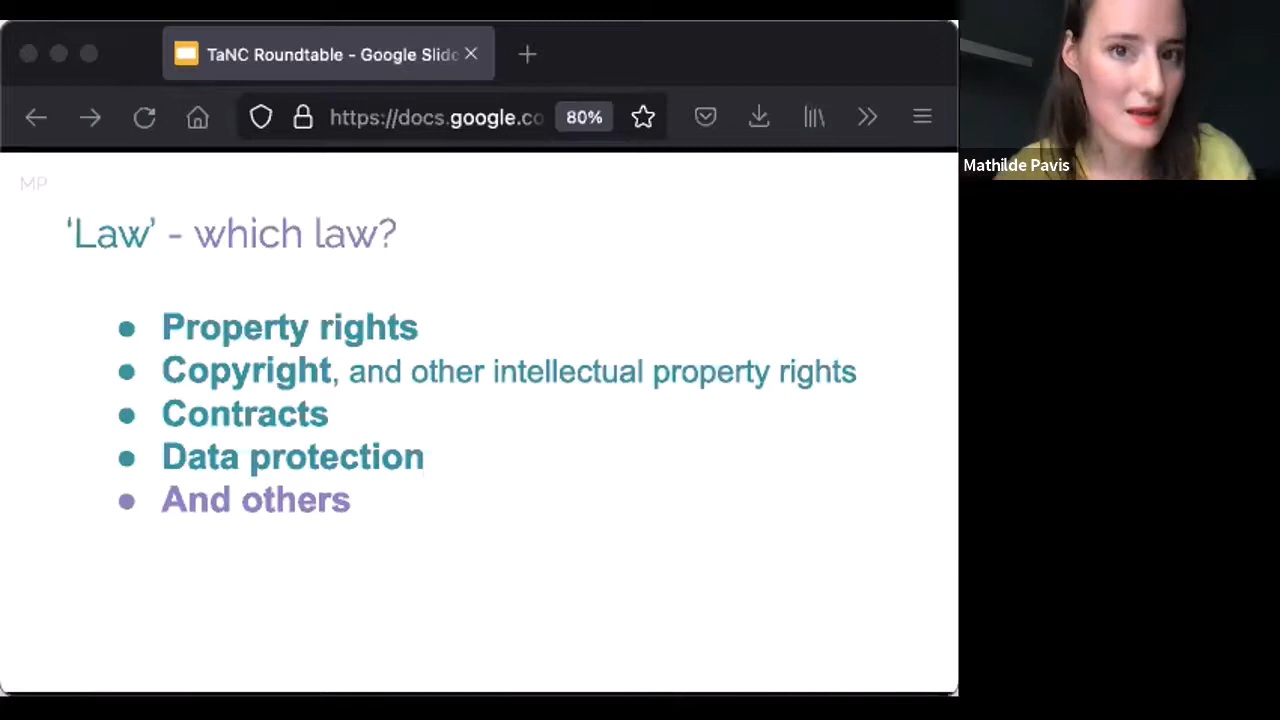 TaNC Roundtable - Google Slide
https://docs.google.co
80%
Mathilde Pavis
MP
‘Law’ - which law?
● Property rights
● Copyright, and other intellectual property rights
● Contracts
● Data protection
● And others